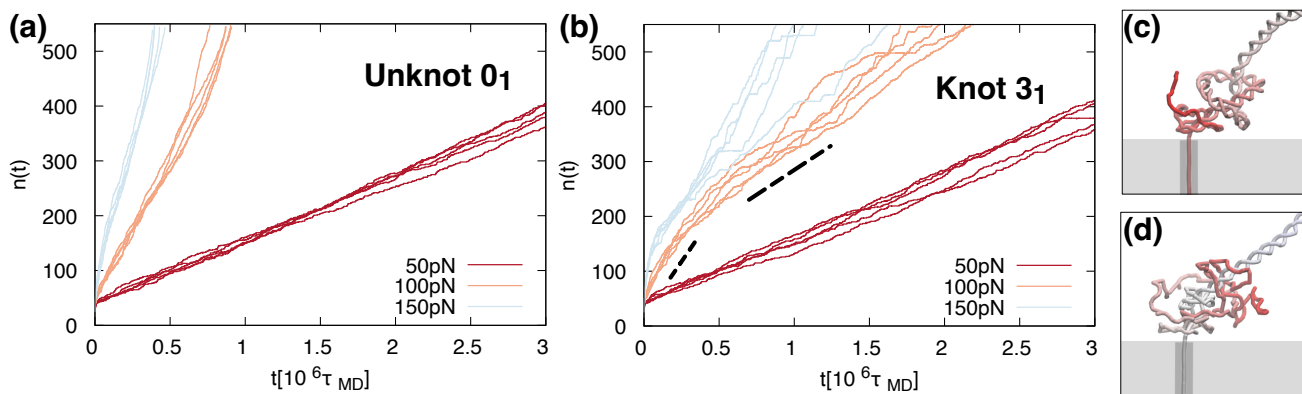 (a)
Unknot 0₁
n(t)
500
400
300
200
100
0
50pN
100pN
150pN
0 0.5 1 1.5 2 2.5 3
t[10 ⁶τ MD]
(b)
Knot 3₁
n(t)
500
400
300
200
100
0
50pN
100pN
150pN
0 0.5 1 1.5 2 2.5 3
t[10 ⁶τ MD]
(c)
(d)